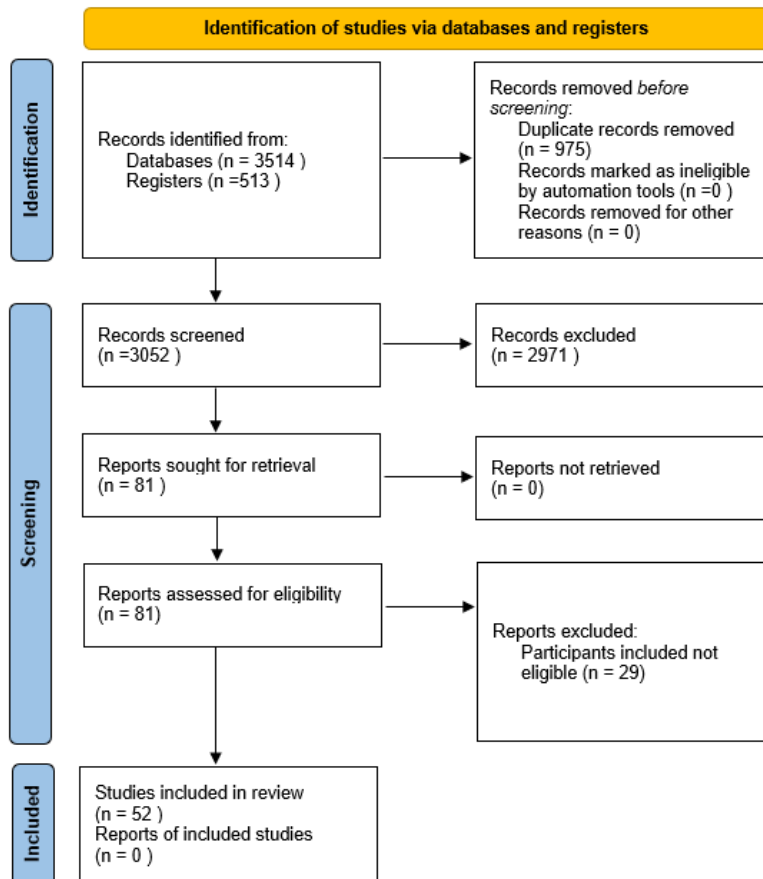 Identification of studies via databases and registers
Identification
Records identified from:
Databases (n = 3514 )
Registers (n =513 )
Records removed before
screening:
Duplicate records removed
(n = 975)
Records marked as ineligible
by automation tools (n =0 )
Records removed for other
reasons (n = 0)
Screening
Records screened
(n =3052 )
Records excluded
(n = 2971 )
Reports sought for retrieval
(n = 81 )
Reports not retrieved
(n = 0)
Reports assessed for eligibility
(n = 81)
Reports excluded:
Participants included not
eligible (n = 29)
Included
Studies included in review
(n = 52 )
Reports of included studies
(n = 0 )